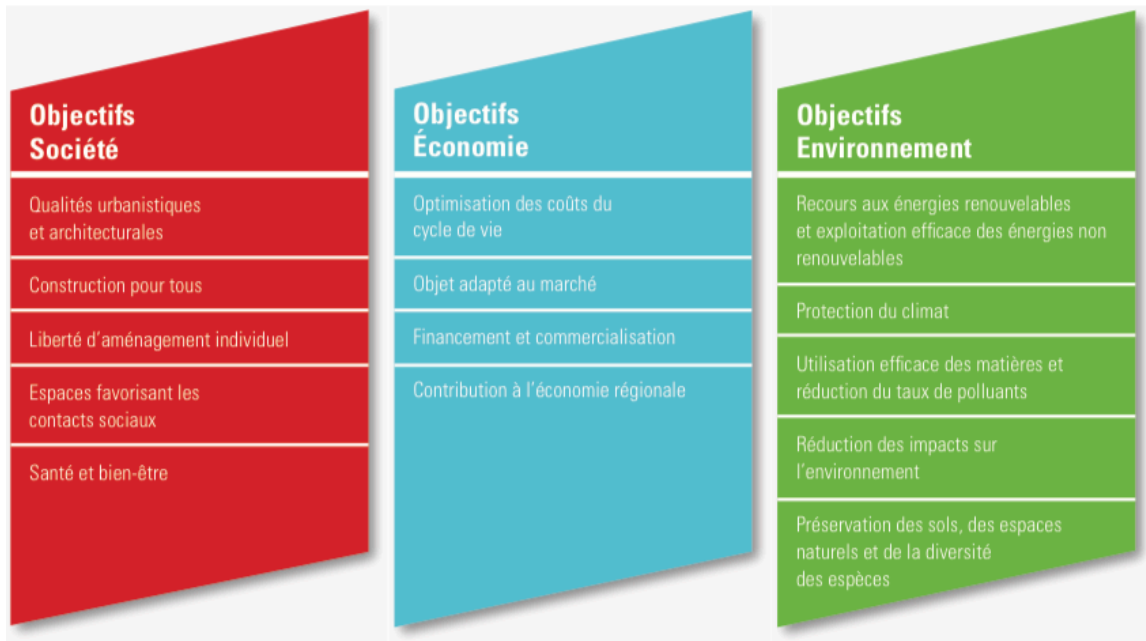 Objectifs
Société
Qualités urbanistiques
et architecturales
Construction pour tous
Liberté d'aménagement individuel
Espaces favorisant les
contacts sociaux
Santé et bien-être
Objectifs
Économie
Optimisation des coûts du
cycle de vie
Objet adapté au marché
Financement et commercialisation
Contribution à l'économie régionale
Objectifs
Environnement
Recours aux énergies renouvelables
et exploitation efficace des énergies non
renouvelables
Protection du climat
Utilisation efficace des matières et
réduction du taux de polluants
Réduction des impacts sur
l'environnement
Préservation des sols, des espaces
naturels et de la diversité
des espèces